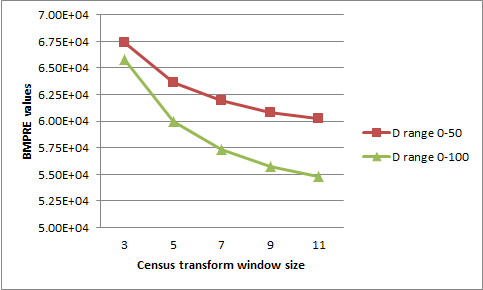 7.00E+04
6.75E+04
6.50E+04
6.25E+04
6.00E+04
5.75E+04
5.50E+04
5.25E+04
5.00E+04
BMPRE values
3 5 7 9 11
Census transform window size
D range 0-50
D range 0-100